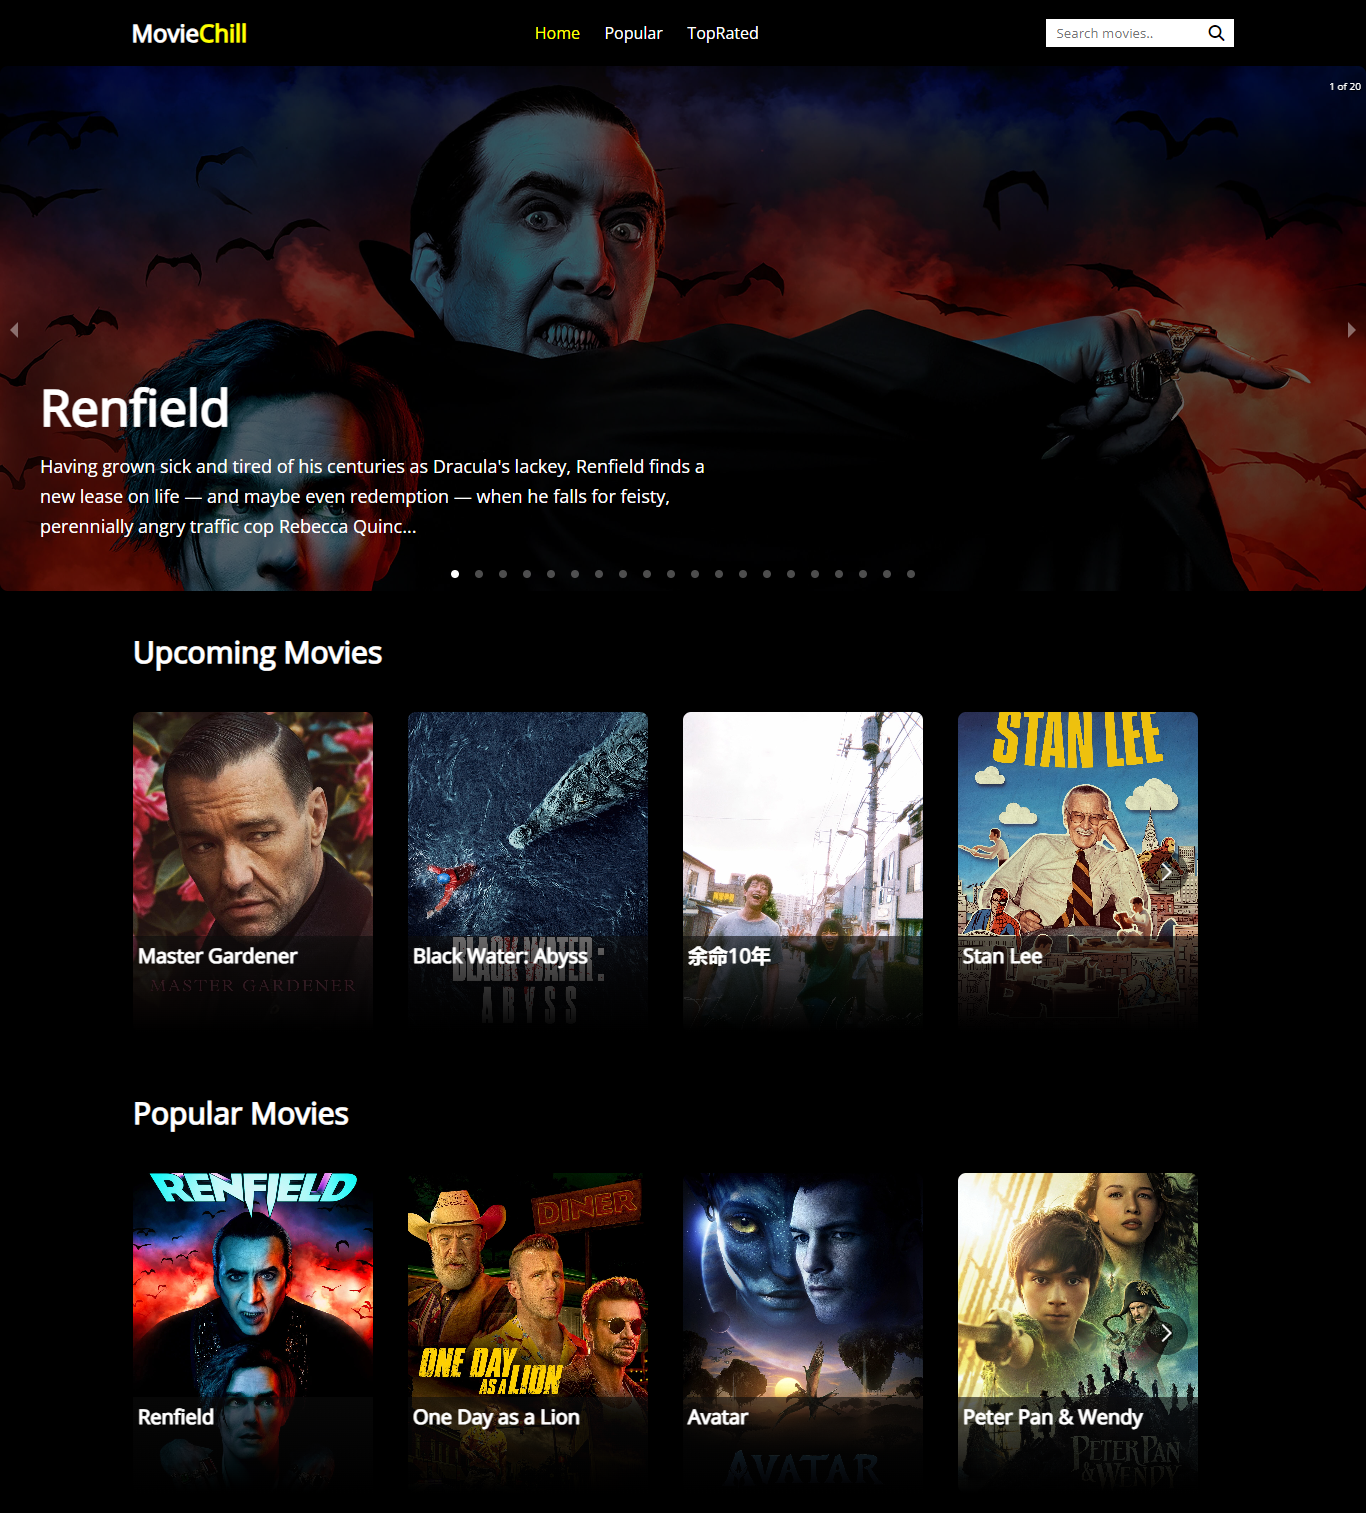 MovieChill
Home Popular TopRated
Search movies..
1 of 20
Renfield
Having grown sick and tired of his centuries as Dracula's lackey, Renfield finds a
new lease on life — and maybe even redemption — when he falls for feisty,
perennially angry traffic cop Rebecca Quinc...
Upcoming Movies
STAN LEE
Master Gardener
MASTER GARDENER
Black Water: Abyss
BLACK WATER:
ABYSS
余命10年
Stan Lee
Popular Movies
RENFIELD
DINER
ONE DAY
AS A LION
Renfield
One Day as a Lion
Avatar
AVATAR
Peter Pan & Wendy
PETER PAN
& WENDY